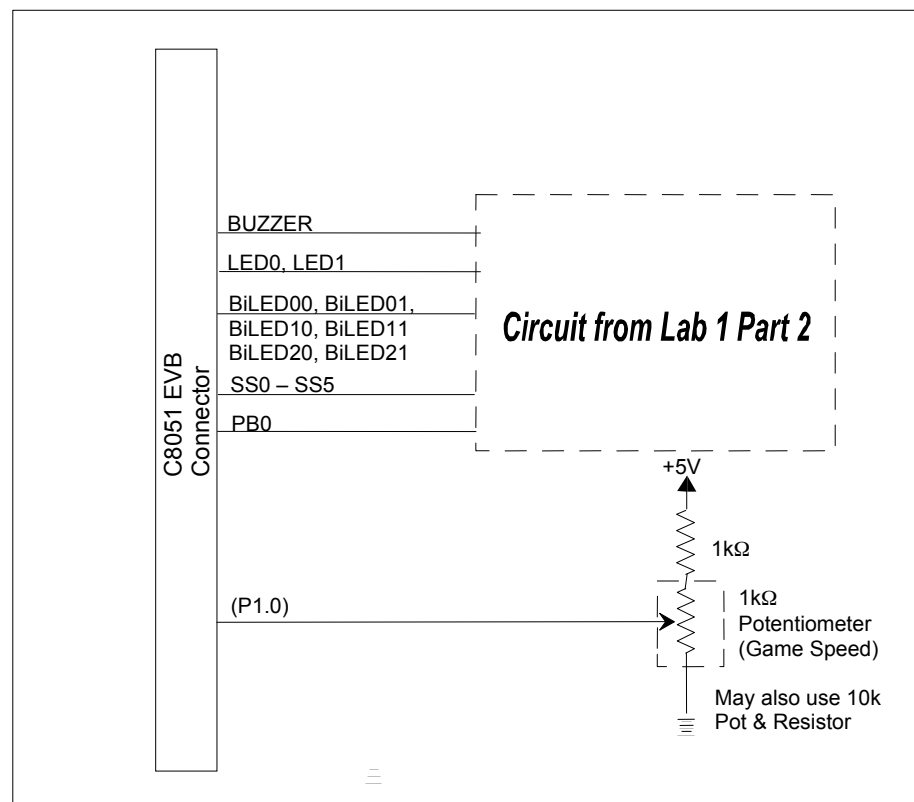 BUZZER
LED0, LED1
BiLED00, BiLED01,
BiLED10, BiLED11
BiLED20, BiLED21
SS0 – SS5
PB0
Circuit from Lab 1 Part 2
C8051 EVB
Connector
+5V
1kΩ
(P1.0)
1kΩ
Potentiometer
(Game Speed)
May also use 10k
Pot & Resistor